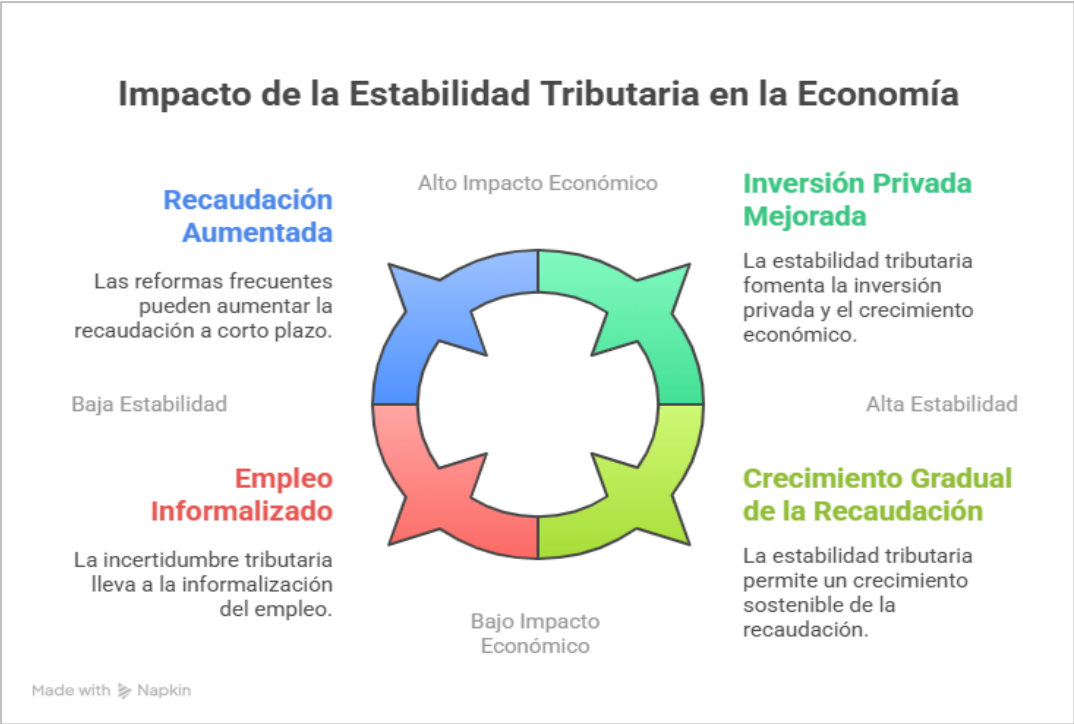 Impacto de la Estabilidad Tributaria en la Economía
Alto Impacto Económico
Recaudación
Aumentada
Las reformas frecuentes
pueden aumentar la
recaudación a corto plazo.
Inversión Privada
Mejorada
La estabilidad tributaria
fomenta la inversión
privada y el crecimiento
económico.
Baja Estabilidad
Alta Estabilidad
Empleo
Informalizado
La incertidumbre tributaria
lleva a la informalización
del empleo.
Crecimiento Gradual
de la Recaudación
La estabilidad tributaria
permite un crecimiento
sostenible de la
recaudación.
Bajo Impacto
Económico
Made with Napkin